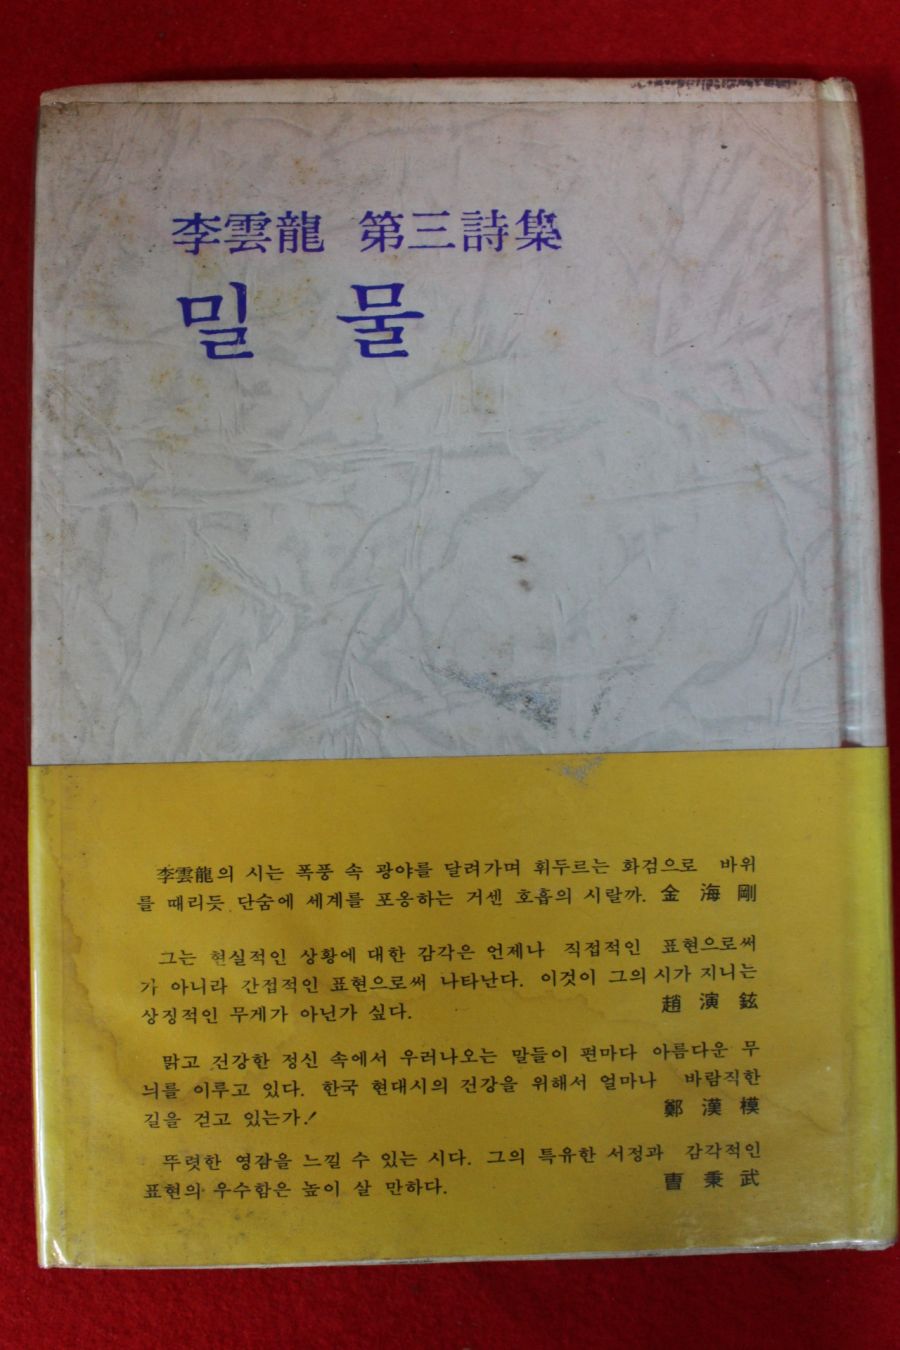 李雲龍 第三詩集
밀물
李雲龍의 시는 폭풍 속 광야를 달려가며 휘두르는 화검으로 바위
를 때리듯 단숨에 세계를 포옹하는 거센 호흡의 시랄까. 金海剛
그는 현실적인 상황에 대한 감각은 언제나 직접적인 표현으로써
가 아니라 간접적인 표현으로써 나타난다. 이것이 그의 시가 지니는
상징적인 무게가 아닌가 싶다. 趙演鉉
맑고 건강한 정신 속에서 우러나오는 말들이 편마다 아름다운 무
늬를 이루고 있다. 한국 현대시의 건강을 위해서 얼마나 바람직한
길을 걷고 있는가! 鄭漢模
뚜렷한 영감을 느낄 수 있는 시다. 그의 특유한 서정과 감각적인
표현의 우수함은 높이 살 만하다. 曺秉武